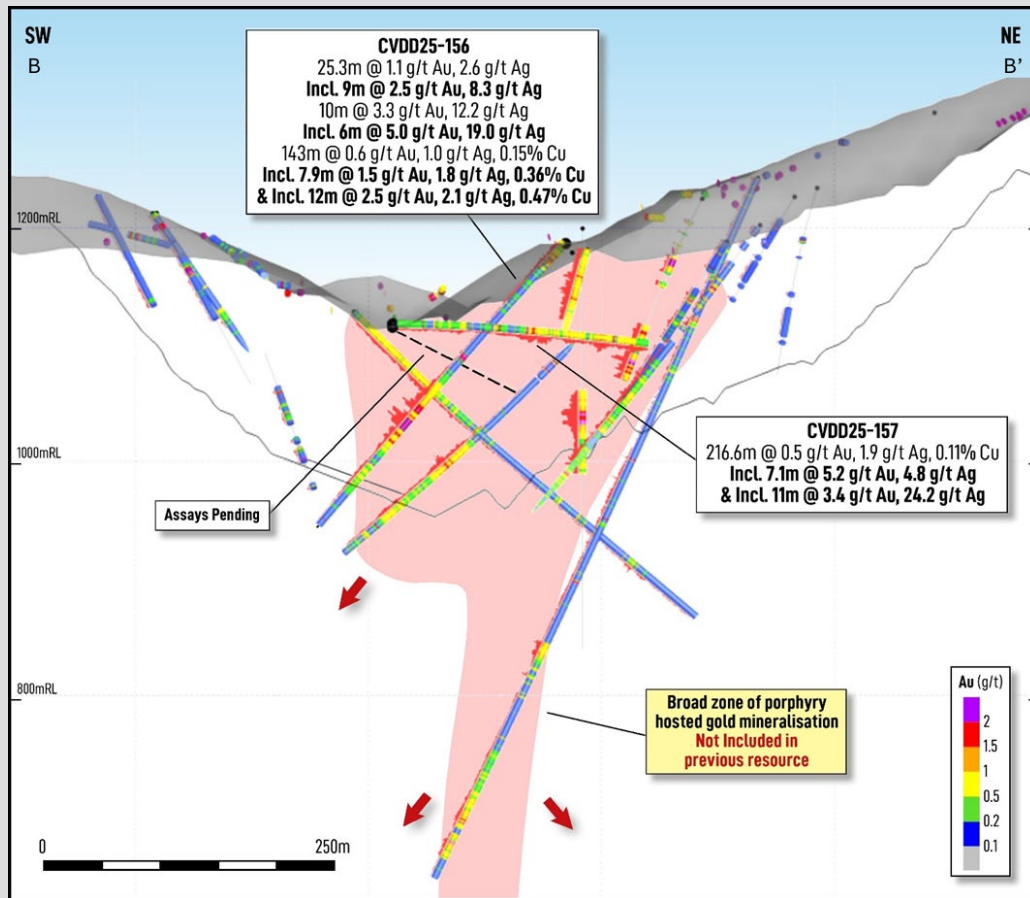 SW
B
NE
B'
CVDD25-156
25.3m @ 1.1 g/t Au, 2.6 g/t Ag
Incl. 9m @ 2.5 g/t Au, 8.3 g/t Ag
10m @ 3.3 g/t Au, 12.2 g/t Ag
Incl. 6m @ 5.0 g/t Au, 19.0 g/t Ag
143m @ 0.6 g/t Au, 1.0 g/t Ag, 0.15% Cu
Incl. 7.9m @ 1.5 g/t Au, 1.8 g/t Ag, 0.36% Cu
& Incl. 12m @ 2.5 g/t Au, 2.1 g/t Ag, 0.47% Cu
1200mRL
CVDD25-157
216.6m @ 0.5 g/t Au, 1.9 g/t Ag, 0.11% Cu
Incl. 7.1m @ 5.2 g/t Au, 4.8 g/t Ag
& Incl. 11m @ 3.4 g/t Au, 24.2 g/t Ag
1000mRL
Assays Pending
800mRL
Broad zone of porphyry
hosted gold mineralisation
Not Included in
previous resource
Au (g/t)
2
1.5
1
0.5
0.2
0.1
0
250m